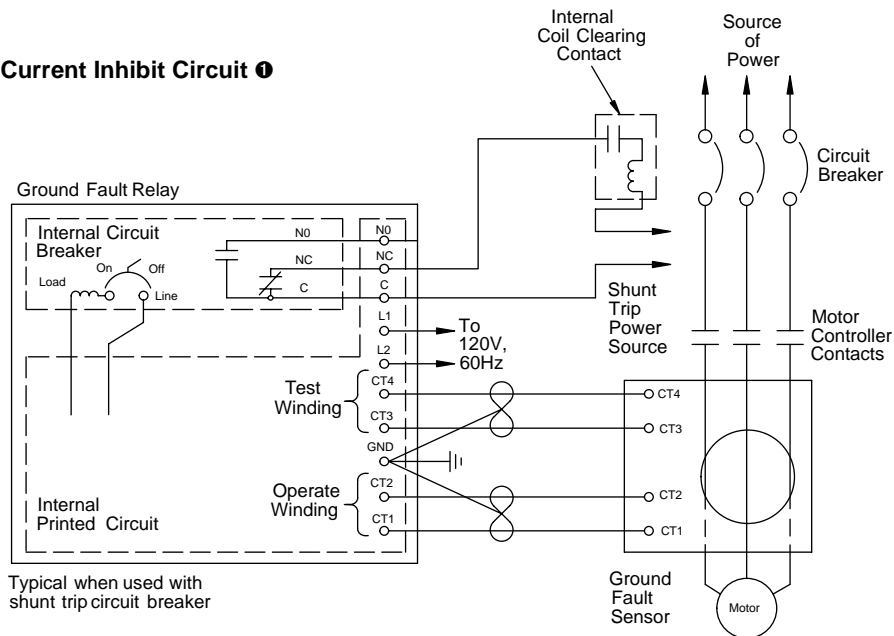 Current Inhibit Circuit ❶
Internal
Coil Clearing
Contact
Source
of
Power
Circuit
Breaker
Ground Fault Relay
Internal Circuit
Breaker
On
Off
Load
Line
N0
NC
C
N0
NC
C
L1
L2
To
120V,
60Hz
Shunt
Trip
Power
Source
Motor
Controller
Contacts
Test
Winding
CT4
CT3
GND
Operate
Winding
CT2
CT1
CT4
CT3
CT2
CT1
Internal
Printed Circuit
Typical when used with
shunt trip circuit breaker
Ground
Fault
Sensor
Motor